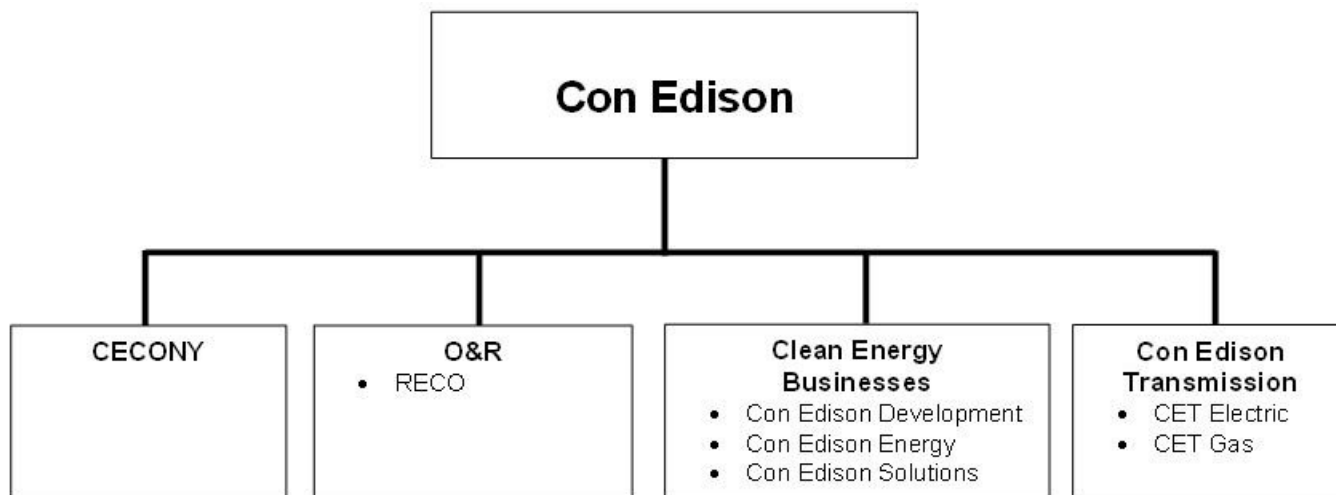 Con Edison
CECONY
O&R
• RECO
Clean Energy
Businesses
• Con Edison Development
• Con Edison Energy
• Con Edison Solutions
Con Edison
Transmission
• CET Electric
• CET Gas